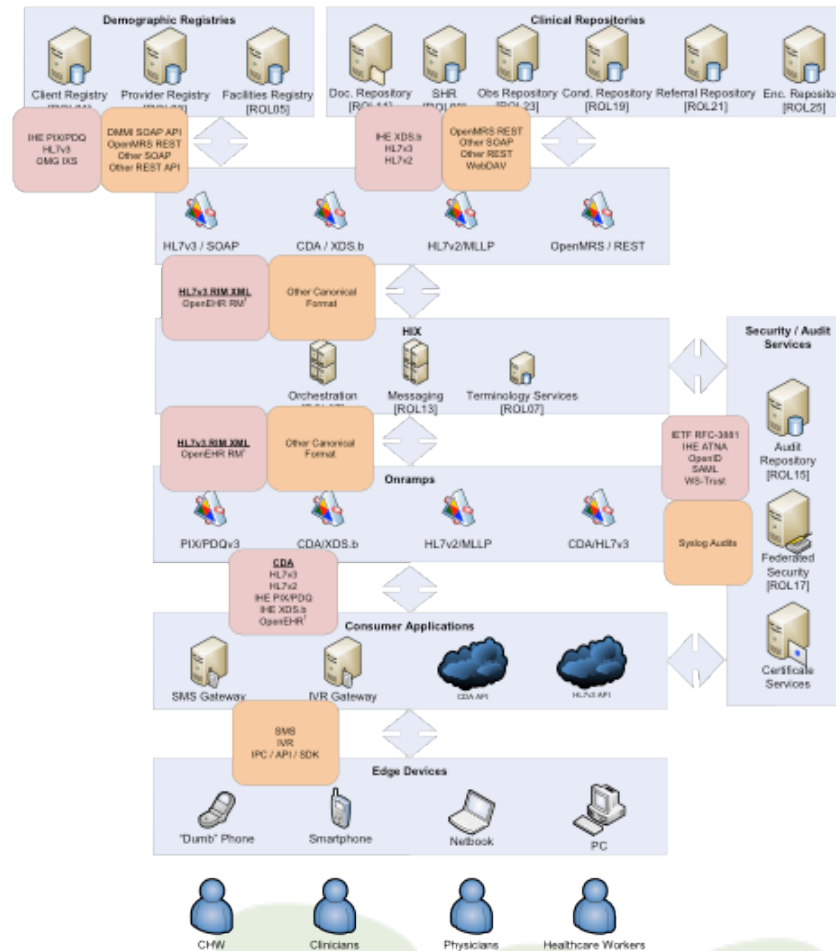 Demographic Registries
Clinical Repositories
Client Registry
Provider Registry
Facilities Registry
[ROL05]
Doc. Repository
SHR
Obs Repository
[ROL23]
Cond. Repository
[ROL19]
Referral Repository
[ROL21]
Enc. Reposito
[ROL25]
IHE PIX/PDQ
HL7v3
OMG IXS
DMMI SOAP API
OpenMRS REST
Other SOAP
Other REST API
IHE XDS.b
HL7v3
HL7v2
OpenMRS REST
Other SOAP
Other REST
WebDAV
HL7v3 / SOAP
CDA / XDS.b
HL7v2/MLLP
OpenMRS / REST
HL7v3 RIM XML
OpenEHR RM¹
Other Canonical
Format
HIX
Orchestration
Messaging
[ROL13]
Terminology Services
[ROL07]
Security / Audit
Services
Audit
Repository
[ROL15]
IETF RFC-3881
IHE ATNA
OpenID
SAML
WS-Trust
Syslog Audits
Federated
Security
[ROL17]
Certificate
Services
HL7v3 RIM XML
OpenEHR RM¹
Other Canonical
Format
Onramps
PIX/PDQv3
CDA/XDS.b
HL7v2/MLLP
CDA/HL7v3
CDA
HL7v3
HL7v2
IHE PIX/PDQ
IHE XDS.b
OpenEHR¹
Consumer Applications
SMS Gateway
IVR Gateway
CDA API
HL7v3 API
SMS
IVR
IPC / API / SDK
Edge Devices
"Dumb" Phone
Smartphone
Netbook
PC
CHW
Clinicians
Physicians
Healthcare Workers